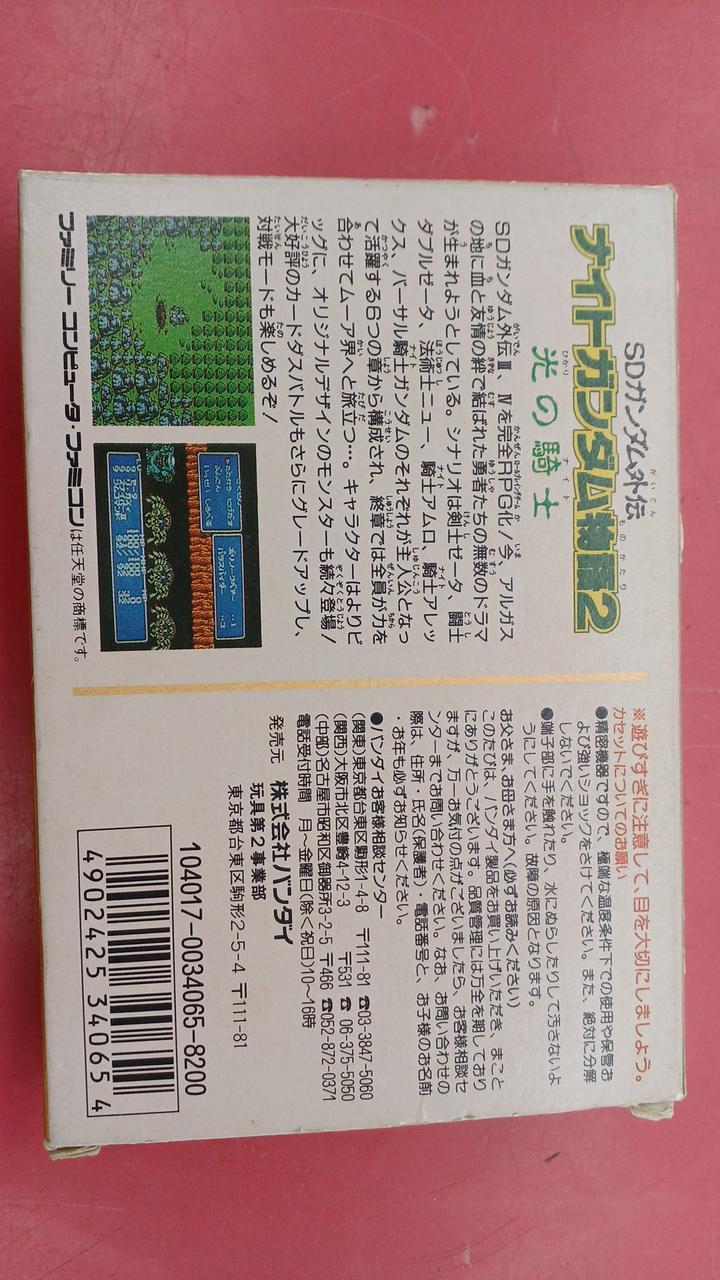 SDガンダム外伝
ナイトガンダム物語2
光の騎士
SDガンダム外伝Ⅲ、Ⅳを完全RPG化!今、アルガス
の地に血と友情の絆で結ばれた勇者たちの無数のドラマ
が生まれようとしている。シナリオは剣士ゼータ、闘士
ダブルゼータ、法術士ニュー、騎士アムロ、騎士アレッ
クス、バーサル騎士ガンダムのそれぞれが主人公となっ
て活躍する6つの章から構成され、終章では全員が力を
合わせてムーア界へと旅立つ…。キャラクターはよりビ
ッグに、オリジナルデザインのモンスターも続々登場!
大好評のカードダスバトルもさらにグレードアップし、
対戦モードも楽しめるぞ!
ファミリーコンピュータ・ファミコンは任天堂の商標です。
※遊びすぎに注意して、目を大切にしましょう。
カセットについてのお願い
●精密機器ですので、極端な温度条件下での使用や保管お
よび強いショックをさけてください。また、絶対に分解
しないでください。
●端子部に手を触れたり、水にぬらしたりして汚さないよ
うにしてください。故障の原因となります。
お父さま、お母さま方へ(必ずお読みください)
このたびは、バンダイ製品をお買い上げいただき、まこと
にありがとうございます。品質管理には万全を期しており
ますが、万一お気付の点がございましたら、お客様相談セ
ンターまでお問い合わせください。なお、お問い合わせの
際は、住所・氏名(保護者)・電話番号と、お子様のお名前
・お年も必ずお知らせください。
●バンダイお客様相談センター
(関東)東京都台東区駒形1-4-8 〒111-81 ☎03-3847-5060
(関西)大阪市北区豊崎4-12-3 〒531 ☎06-375-5050
(中部)名古屋市昭和区御器所3-2-5 〒466 ☎052-872-0371
電話受付時間 月〜金曜日(除く祝日)10〜16時
発売元 株式会社バンダイ
玩具第2事業部
東京都台東区駒形2-5-4 〒111-81
104017-0034065-8200
4902425340654